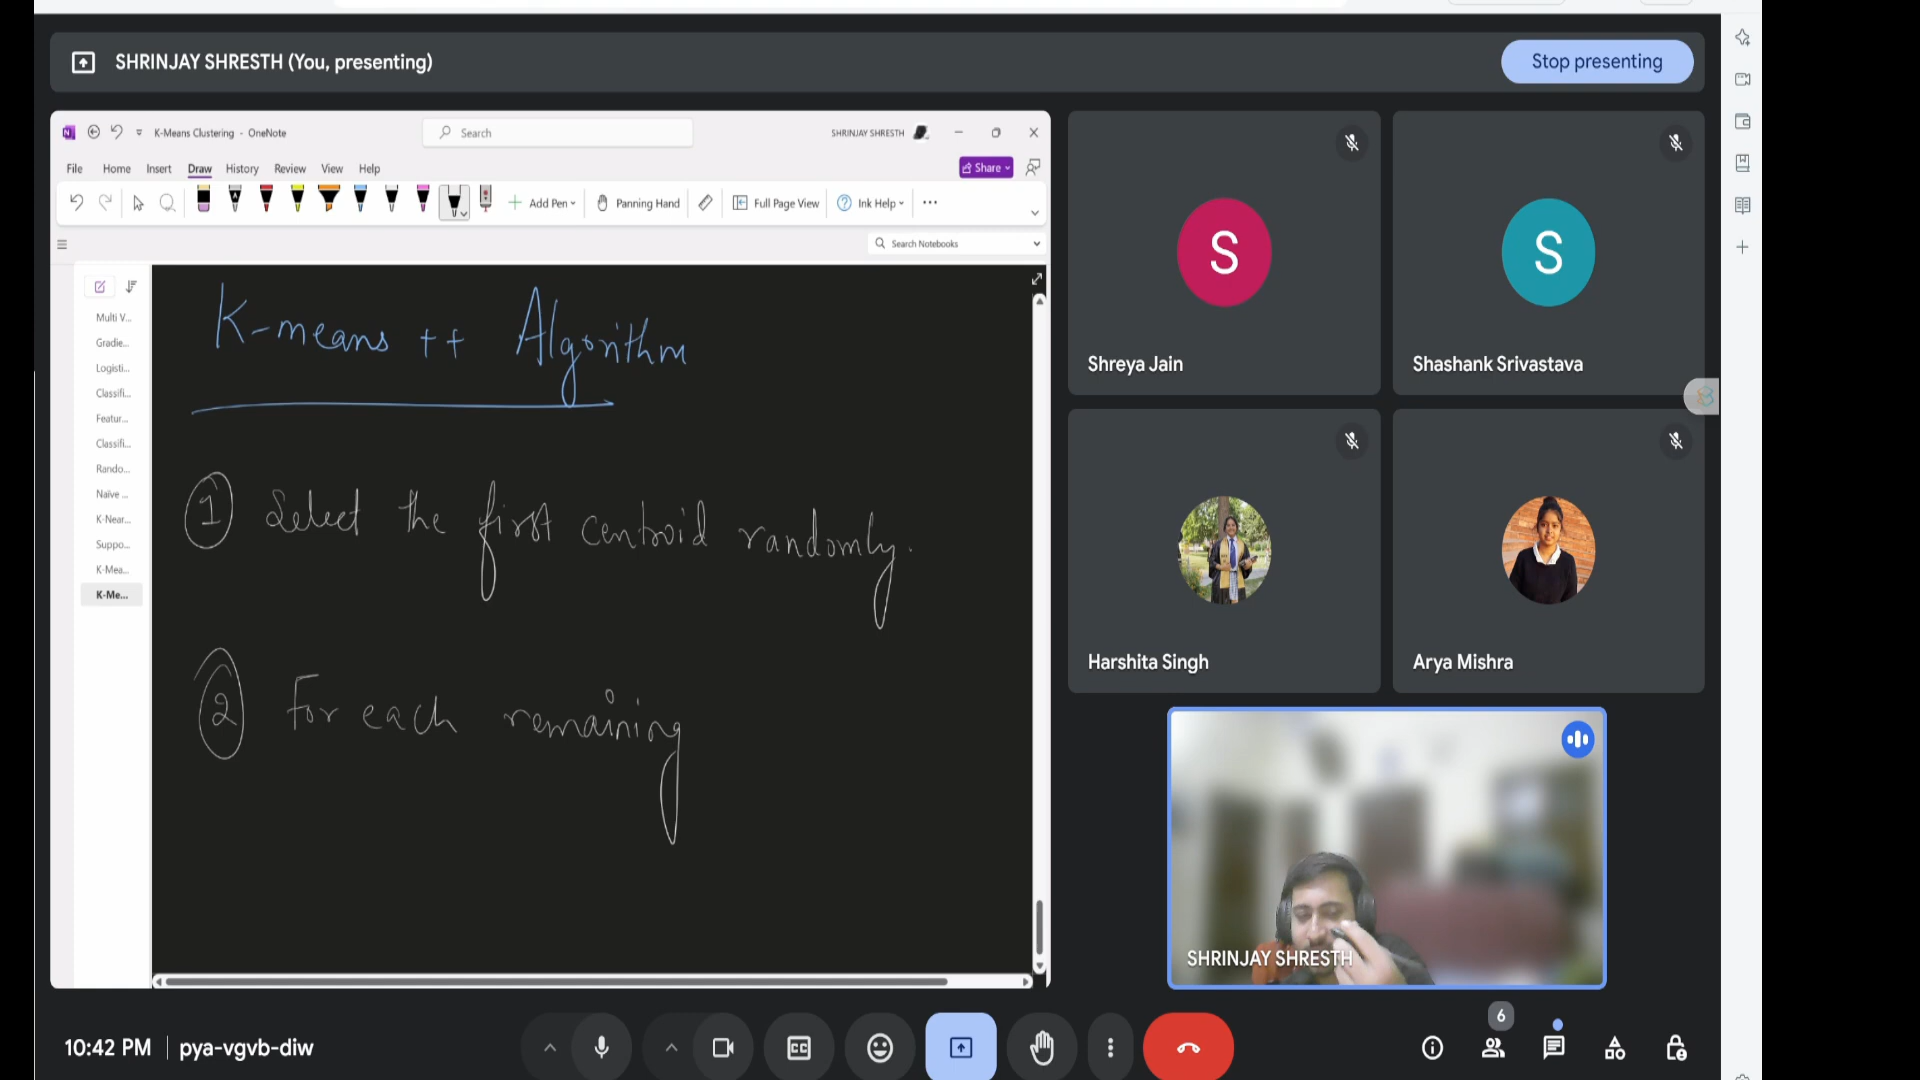 SHRINJAY SHRESTH (You, presenting)
Stop presenting
K-Means Clustering - OneNote
Search
SHRINJAY SHRESTH
File Home Insert Draw History Review View Help
Share
Add Pen
Panning Hand
Full Page View
Ink Help
Search Notebooks
Multi V...
Gradie...
Logisti...
Classifi...
Featur...
Classifi...
Rando...
Naïve ...
K-Near...
Suppo...
K-Mea...
K-Me...
K-means ++ Algorithm
1 Select the first centroid randomly.
2 For each remaining
S
Shreya Jain
S
Shashank Srivastava
Harshita Singh
Arya Mishra
SHRINJAY SHRESTH
10:42 PM | pya-vgvb-diw
CC
6